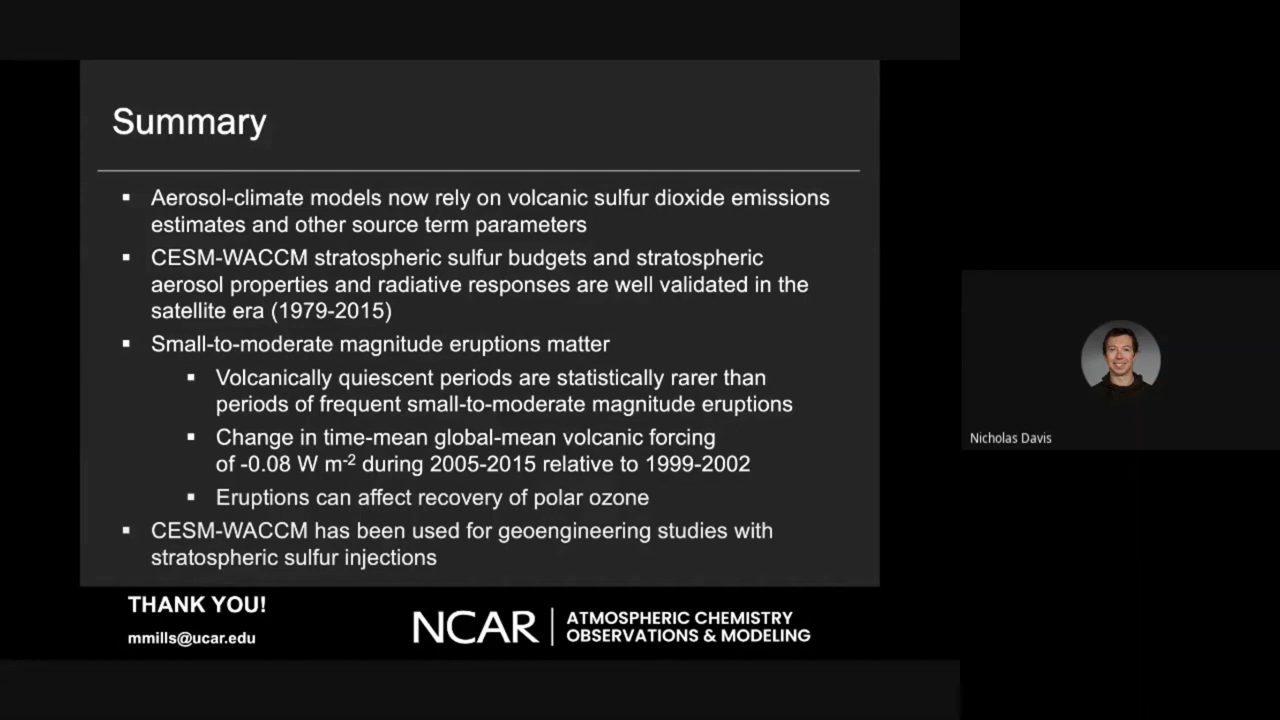 Summary
▪ Aerosol-climate models now rely on volcanic sulfur dioxide emissions
estimates and other source term parameters
▪ CESM-WACCM stratospheric sulfur budgets and stratospheric
aerosol properties and radiative responses are well validated in the
satellite era (1979-2015)
▪ Small-to-moderate magnitude eruptions matter
▪ Volcanically quiescent periods are statistically rarer than
periods of frequent small-to-moderate magnitude eruptions
▪ Change in time-mean global-mean volcanic forcing
of -0.08 W m⁻² during 2005-2015 relative to 1999-2002
▪ Eruptions can affect recovery of polar ozone
▪ CESM-WACCM has been used for geoengineering studies with
stratospheric sulfur injections
THANK YOU!
mmills@ucar.edu
NCAR
ATMOSPHERIC CHEMISTRY
OBSERVATIONS & MODELING
Nicholas Davis